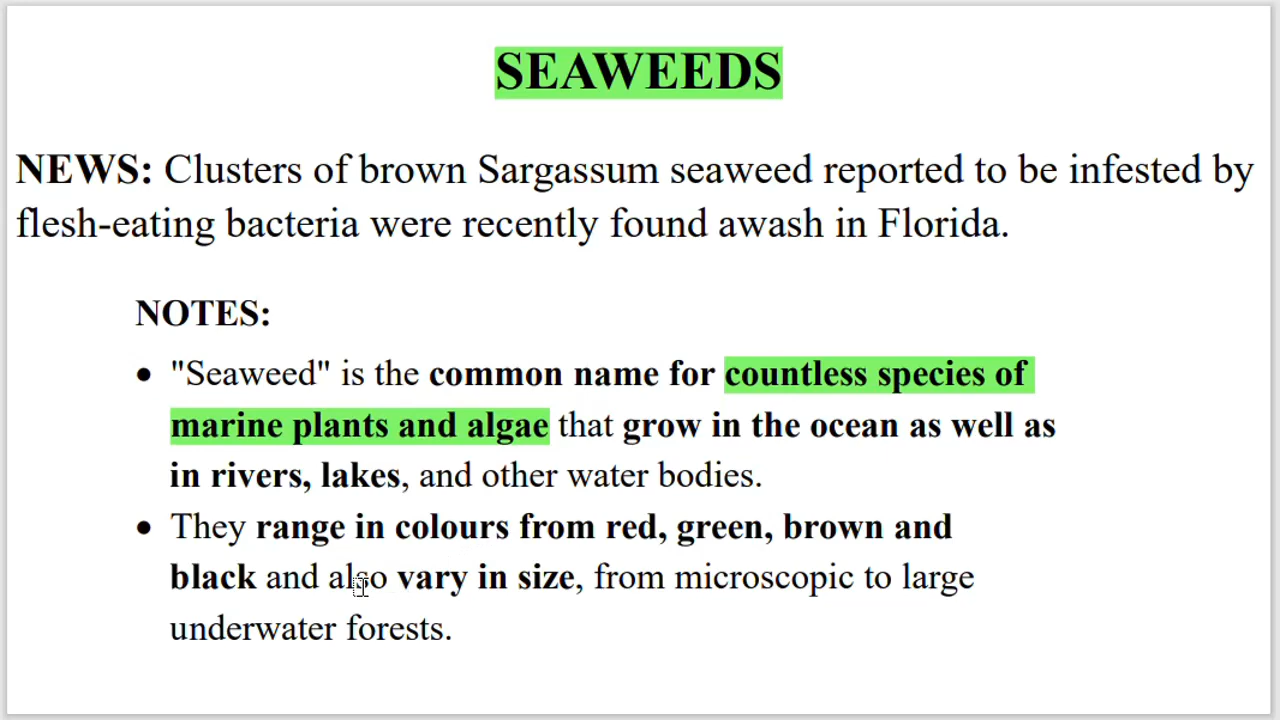 SEAWEEDS
NEWS: Clusters of brown Sargassum seaweed reported to be infested by
flesh-eating bacteria were recently found awash in Florida.
NOTES:
• "Seaweed" is the common name for countless species of
marine plants and algae that grow in the ocean as well as
in rivers, lakes, and other water bodies.
• They range in colours from red, green, brown and
black and also vary in size, from microscopic to large
underwater forests.